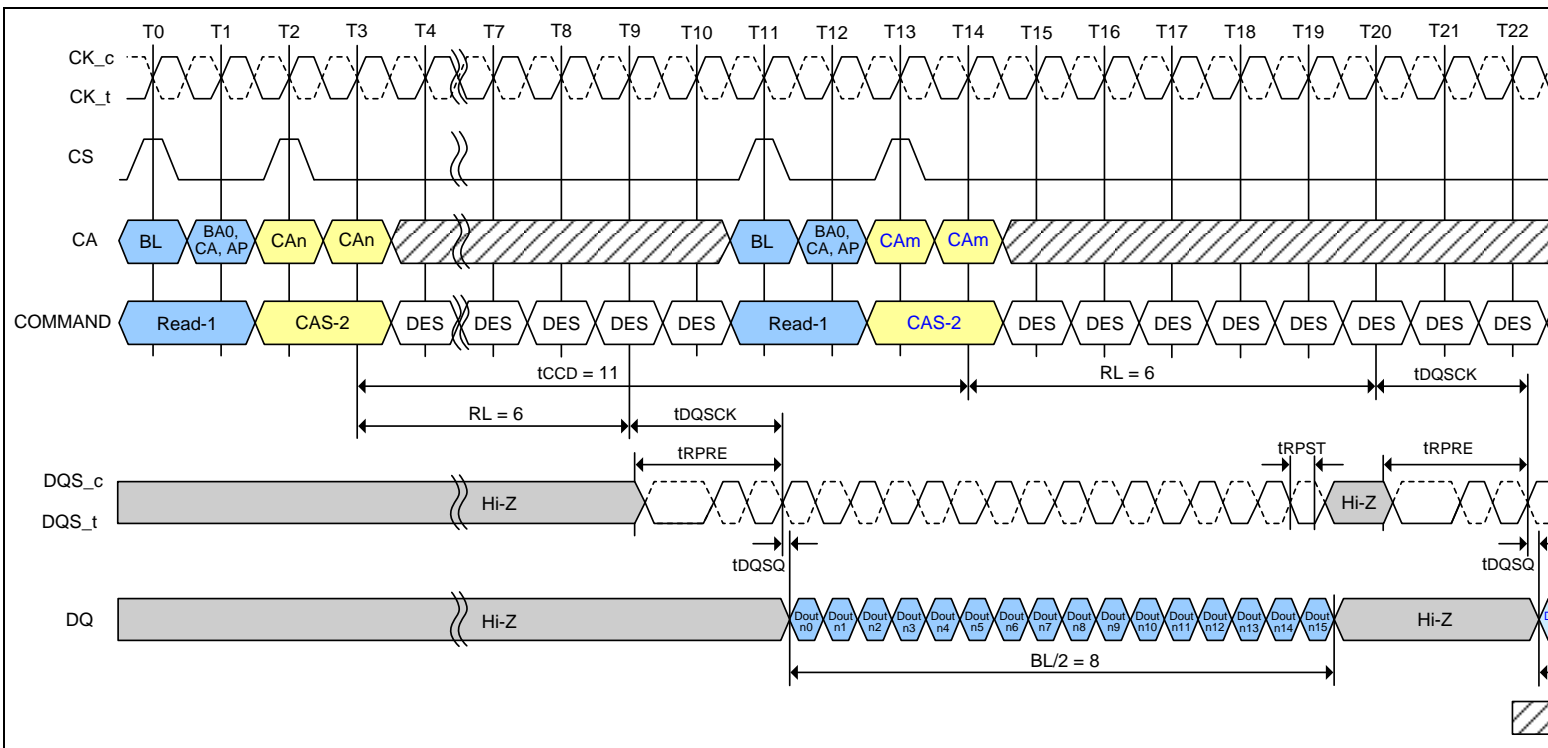 T0 T1 T2 T3 T4 T7 T8 T9 T10 T11 T12 T13 T14 T15 T16 T17 T18 T19 T20 T21 T22
CK_c
CK_t
CS
CA BL BA0, CA, AP CAn CAn BL BA0, CA, AP CAm CAm
COMMAND Read-1 CAS-2 DES DES DES DES DES Read-1 CAS-2 DES DES DES DES DES DES DES DES
tCCD = 11 RL = 6 tDQSCK
RL = 6 tDQSCK
tRPRE tRPST tRPRE
DQS_c
Hi-Z Hi-Z
DQS_t
tDQSQ tDQSQ
DQ Hi-Z Dout n0 Dout n1 Dout n2 Dout n3 Dout n4 Dout n5 Dout n6 Dout n7 Dout n8 Dout n9 Dout n10 Dout n11 Dout n12 Dout n13 Dout n14 Dout n15 Hi-Z
BL/2 = 8